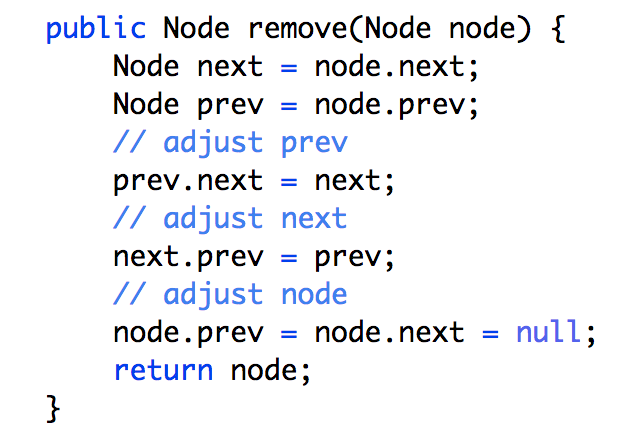 public Node remove(Node node) {
    Node next = node.next;
    Node prev = node.prev;
    // adjust prev
    prev.next = next;
    // adjust next
    next.prev = prev;
    // adjust node
    node.prev = node.next = null;
    return node;
}